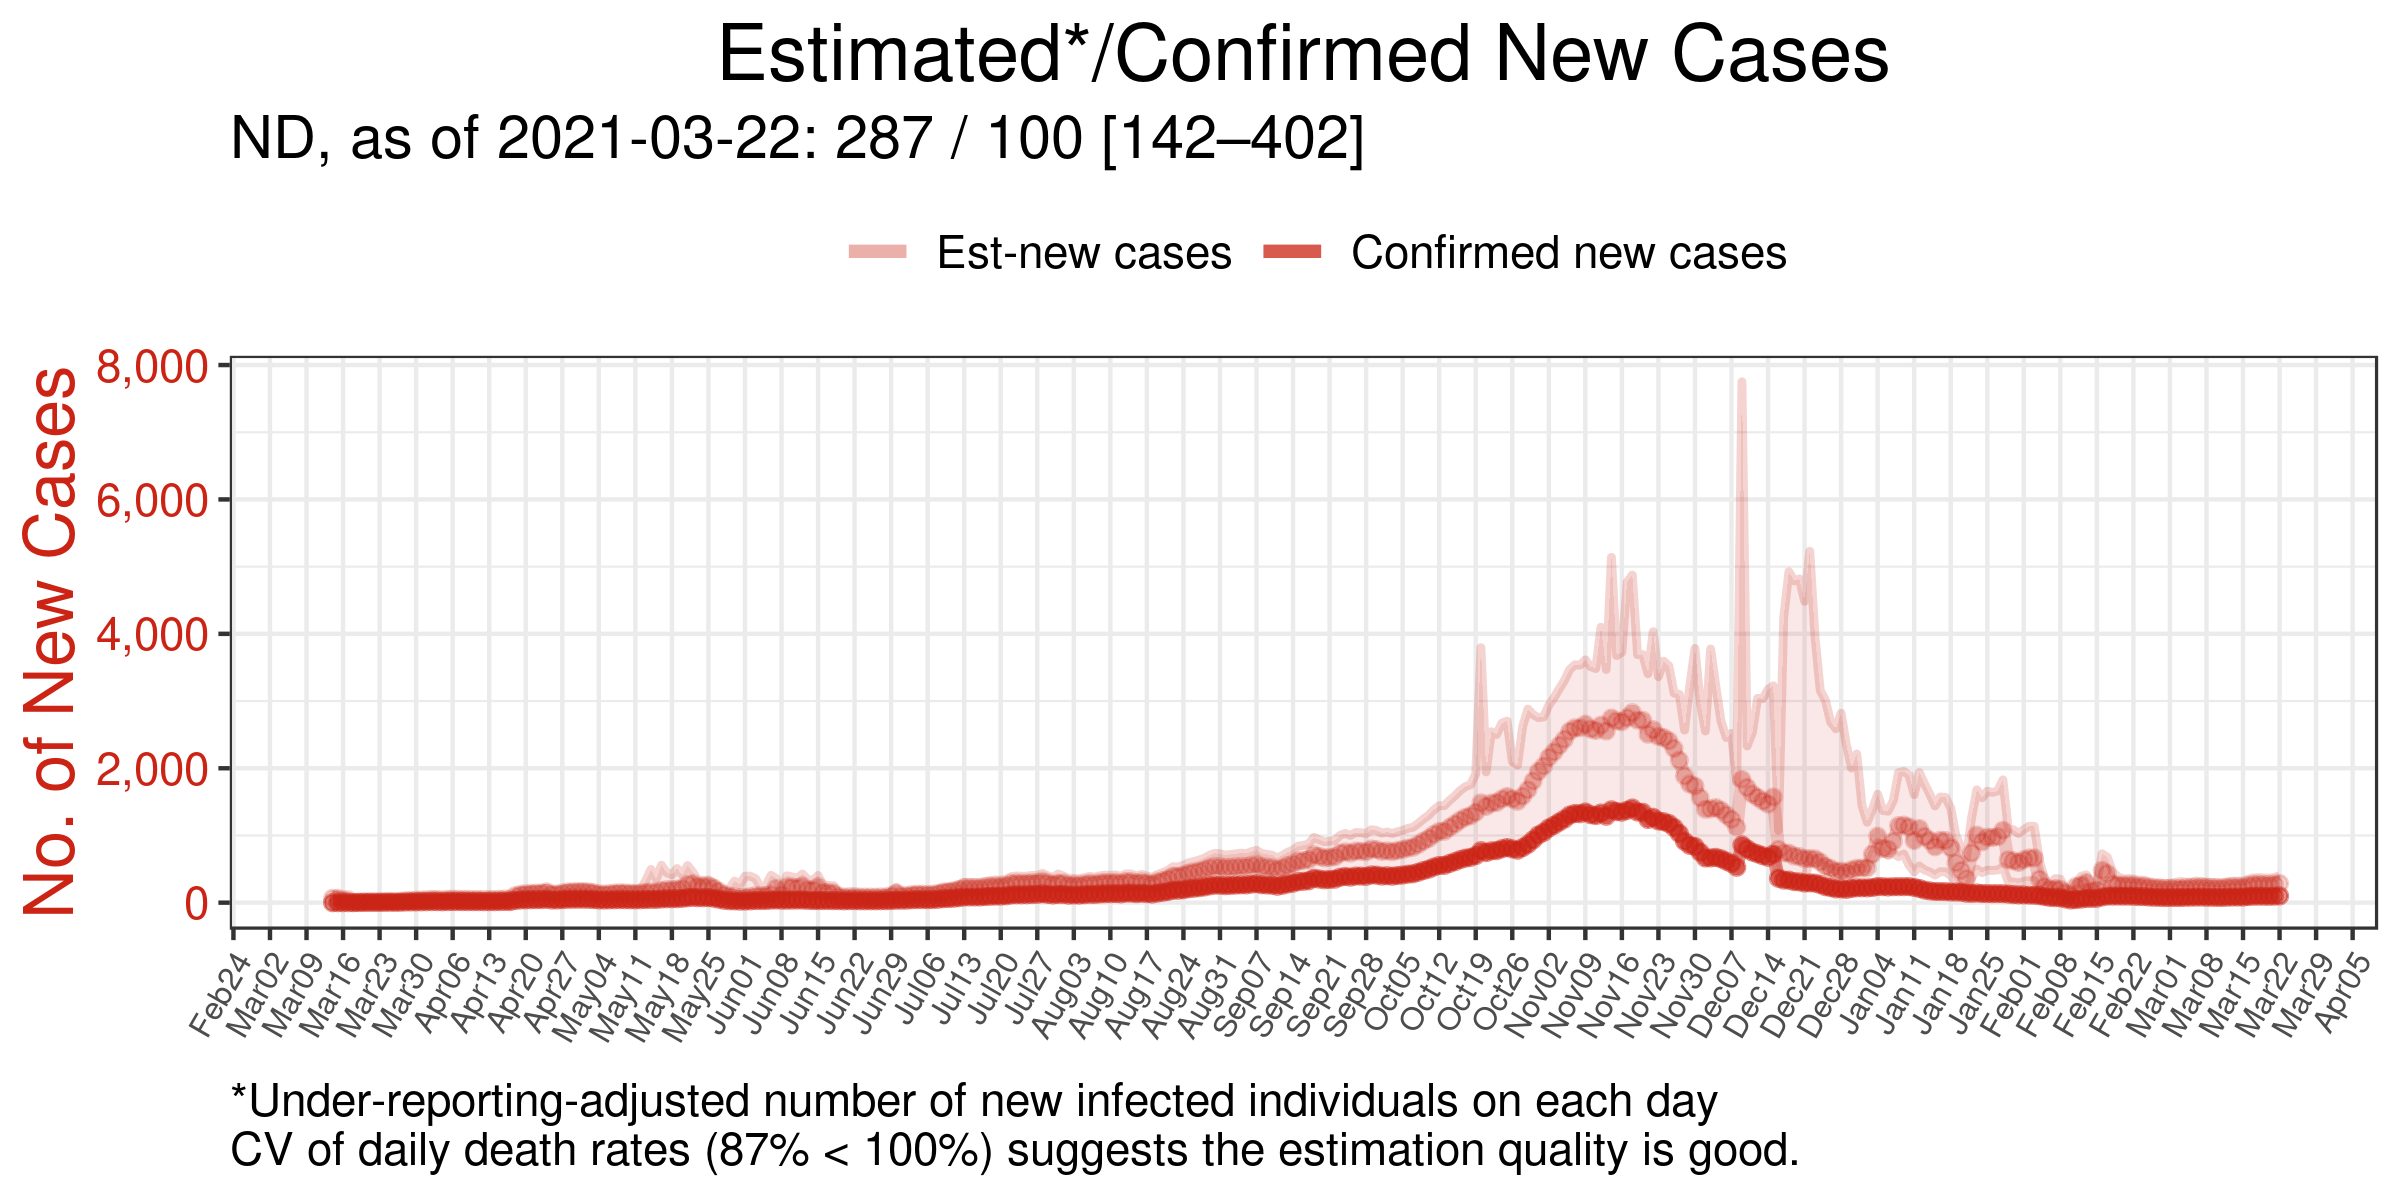 Estimated*/Confirmed New Cases
ND, as of 2021-03-22: 287 / 100 [142–402]
Est-new cases Confirmed new cases
No. of New Cases
8,000
6,000
4,000
2,000
0
Feb24 Mar02 Mar09 Mar16 Mar23 Mar30 Apr06 Apr13 Apr20 Apr27 May04 May11 May18 May25 Jun01 Jun08 Jun15 Jun22 Jun29 Jul06 Jul13 Jul20 Jul27 Aug03 Aug10 Aug17 Aug24 Aug31 Sep07 Sep14 Sep21 Sep28 Oct05 Oct12 Oct19 Oct26 Nov02 Nov09 Nov16 Nov23 Nov30 Dec07 Dec14 Dec21 Dec28 Jan04 Jan11 Jan18 Jan25 Feb01 Feb08 Feb15 Feb22 Mar01 Mar08 Mar15 Mar22 Mar29 Apr05
*Under-reporting-adjusted number of new infected individuals on each day
CV of daily death rates (87% < 100%) suggests the estimation quality is good.